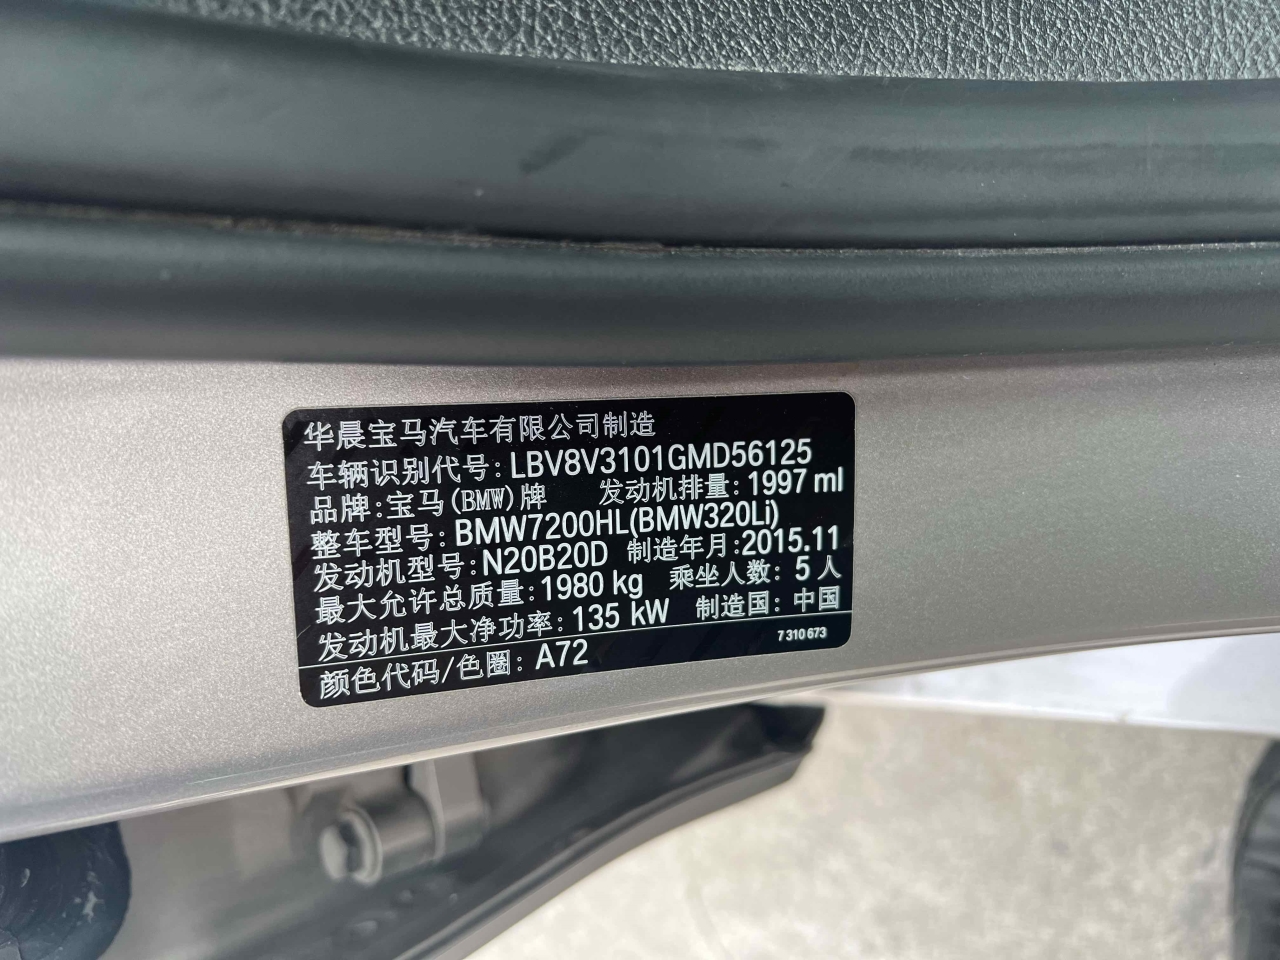 华晨宝马汽车有限公司制造
车辆识别代号: LBV8V3101GMD56125
品牌: 宝马(BMW)牌 发动机排量: 1997 ml
整车型号: BMW7200HL(BMW320Li)
发动机型号: N20B20D 制造年月: 2015.11
最大允许总质量: 1980 kg 乘坐人数: 5 人
发动机最大净功率: 135 kW 制造国: 中国
颜色代码/色圈: A72 7 310 673